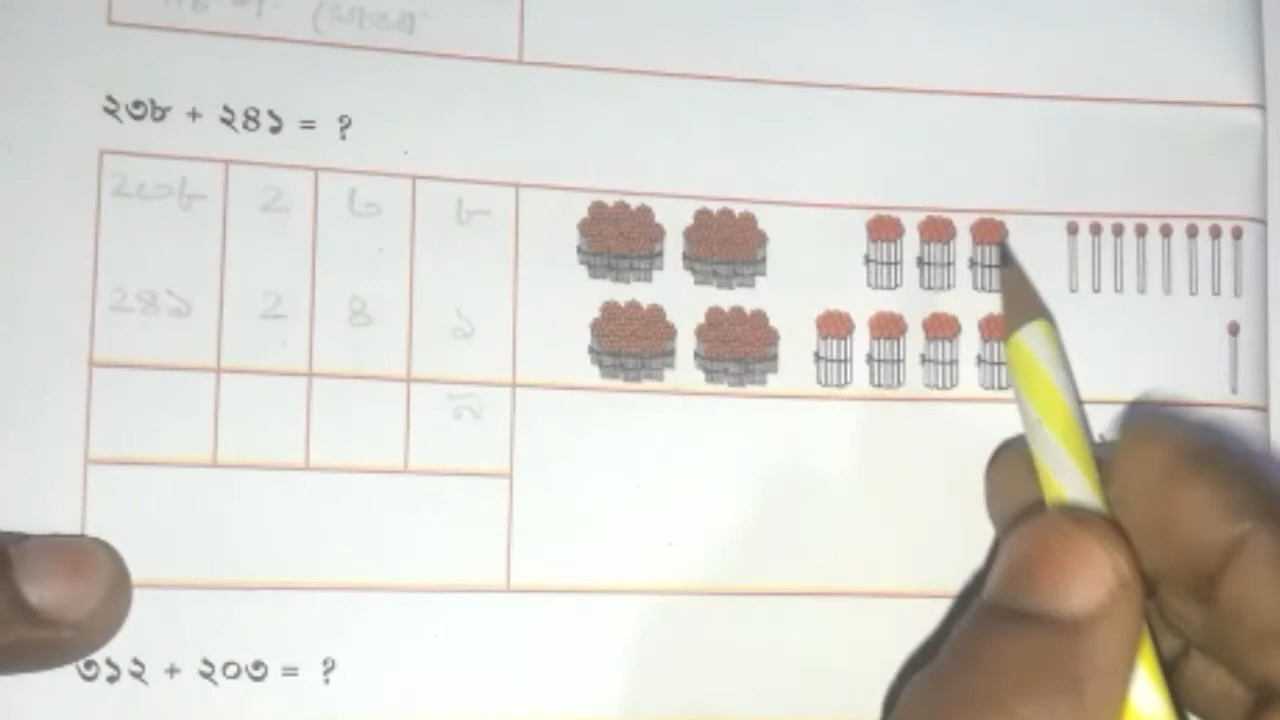 ২৩৮ + ২৪১ = ?
২৩৮ ২ ৩ ৮
২৪১ ২ ৪ ১
৯
৩১২ + ২০৩ = ?